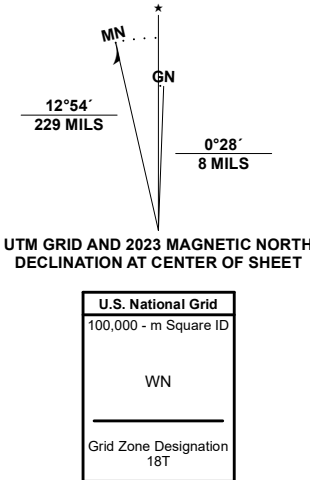 ★
MN
GN
12°54´
229 MILS
0°28´
8 MILS
UTM GRID AND 2023 MAGNETIC NORTH
DECLINATION AT CENTER OF SHEET
U.S. National Grid
100,000 - m Square ID
WN
Grid Zone Designation
18T